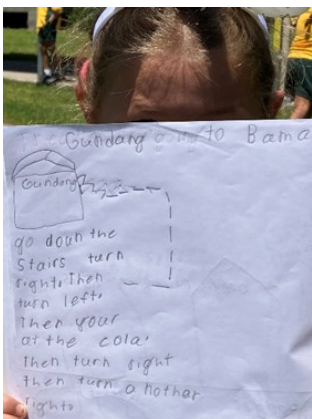 Gundang going to Bama
Gundang
go doun the
stairs turn
right. Then
turn left.
Then your
at the cola.
Then turn right
then turn a nother
right.